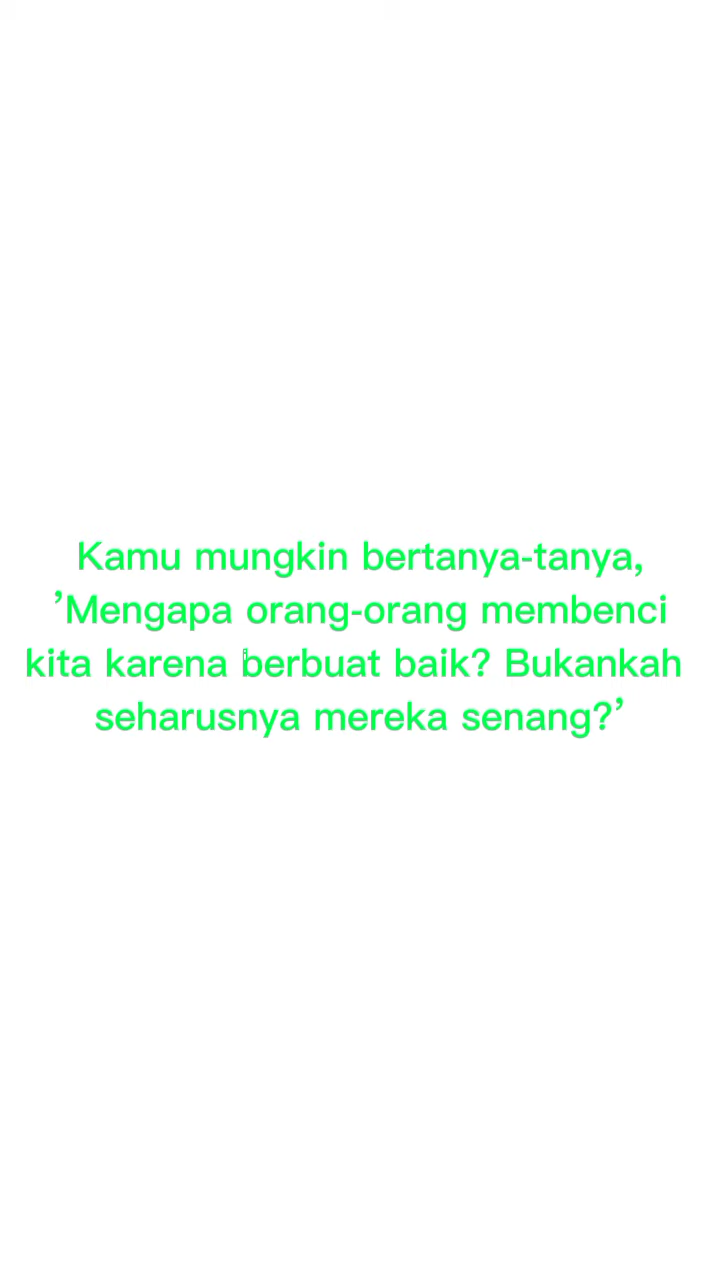 Kamu mungkin bertanya-tanya,
’Mengapa orang-orang membenci
kita karena berbuat baik? Bukankah
seharusnya mereka senang?’